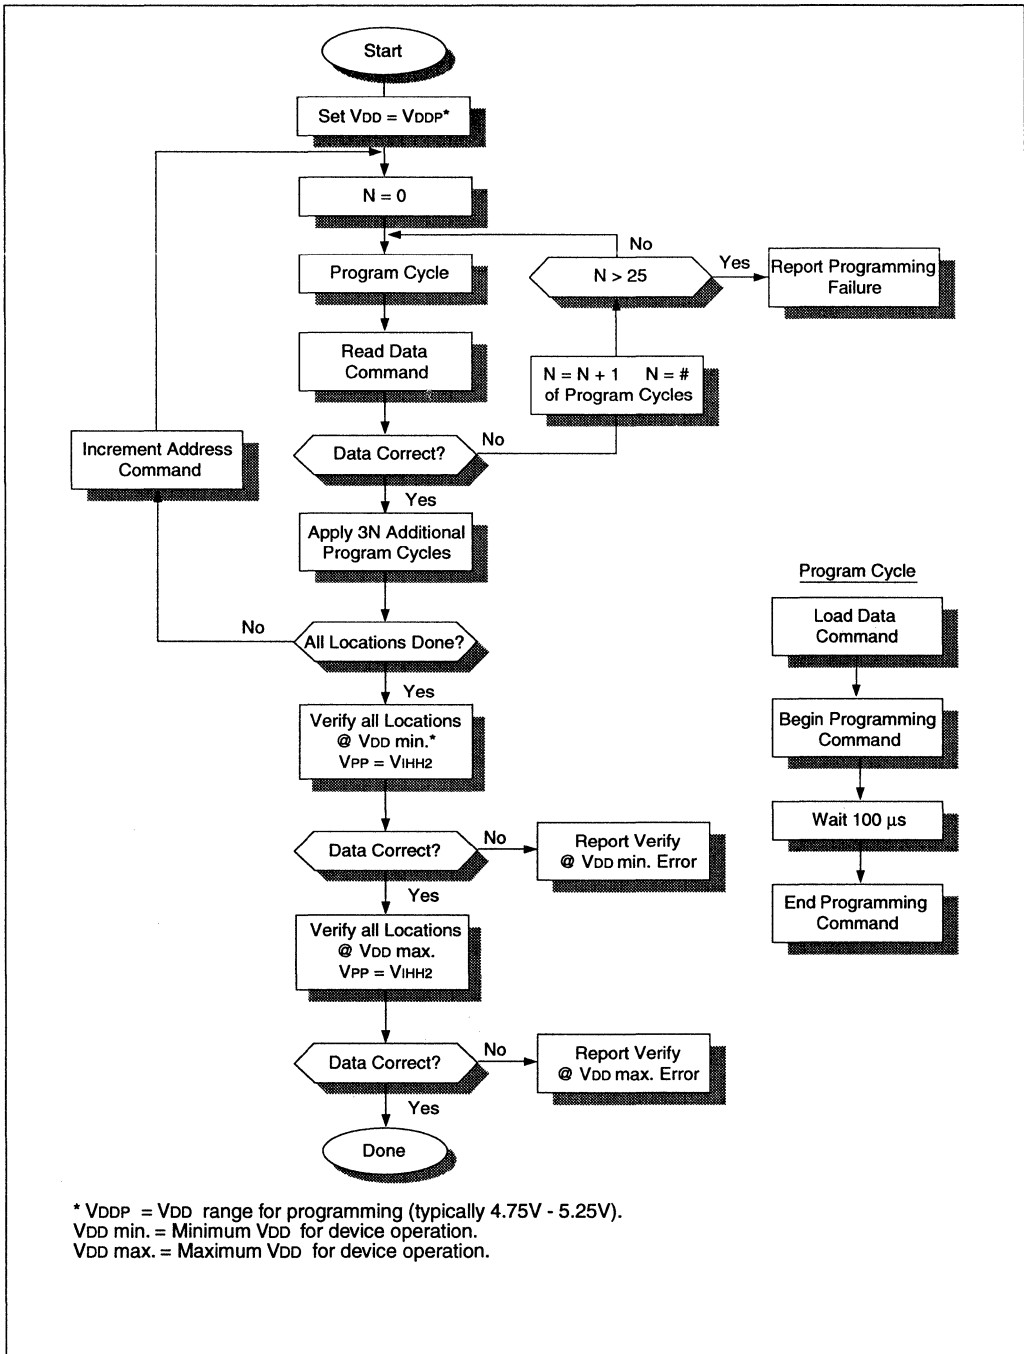 Start
Set VDD = VDDP*
N = 0
Program Cycle
Read Data
Command
Data Correct?
No
N = N + 1 N = #
of Program Cycles
N > 25
No
Yes
Report Programming
Failure
Yes
Apply 3N Additional
Program Cycles
All Locations Done?
No
Increment Address
Command
Yes
Verify all Locations
@ VDD min.*
VPP = VIHH2
Data Correct?
No
Report Verify
@ VDD min. Error
Yes
Verify all Locations
@ VDD max.
VPP = VIHH2
Data Correct?
No
Report Verify
@ VDD max. Error
Yes
Done
Program Cycle
Load Data
Command
Begin Programming
Command
Wait 100 µs
End Programming
Command
* VDDP = VDD range for programming (typically 4.75V - 5.25V).
VDD min. = Minimum VDD for device operation.
VDD max. = Maximum VDD for device operation.